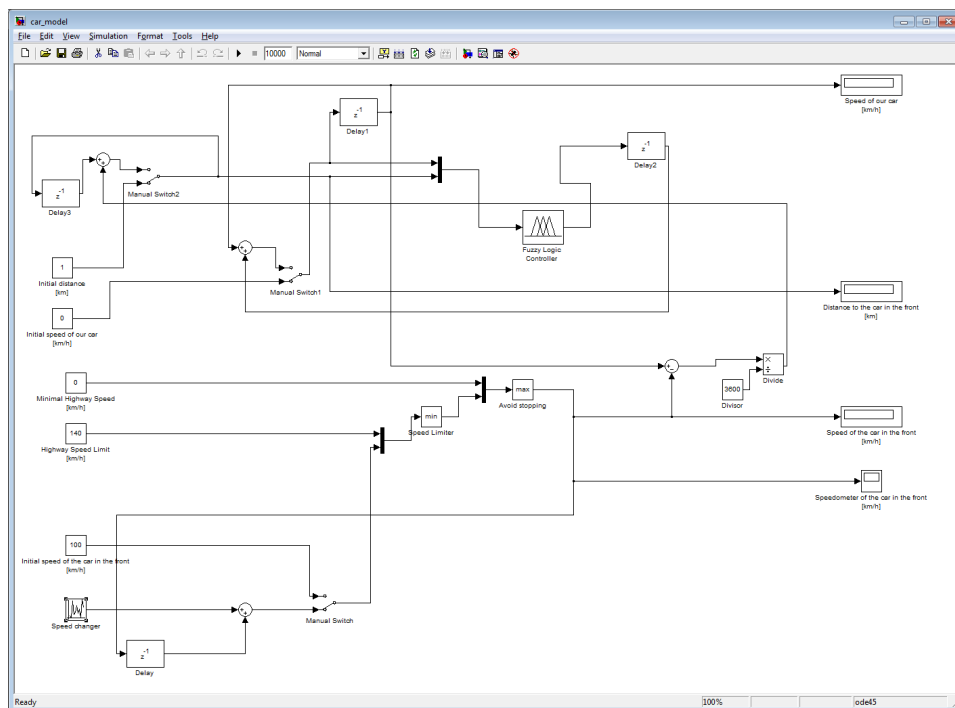 car_model
File Edit View Simulation Format Tools Help
10000 Normal
Speed of our car
[km/h]
-1
z
Delay1
-1
z
Delay2
-1
z
Delay3
Manual Switch2
Fuzzy Logic
Controller
1
Initial distance
[km]
Manual Switch1
Distance to the car in the front
[km]
0
Initial speed of our car
[km/h]
0
Minimal Highway Speed
[km/h]
max
Avoid stopping
3600
Divisor
Divide
min
Speed Limiter
140
Highway Speed Limit
[km/h]
Speed of the car in the front
[km/h]
Speedometer of the car in the front
[km/h]
100
Initial speed of the car in the front
[km/h]
Speed changer
Manual Switch
-1
z
Delay
Ready 100% ode45